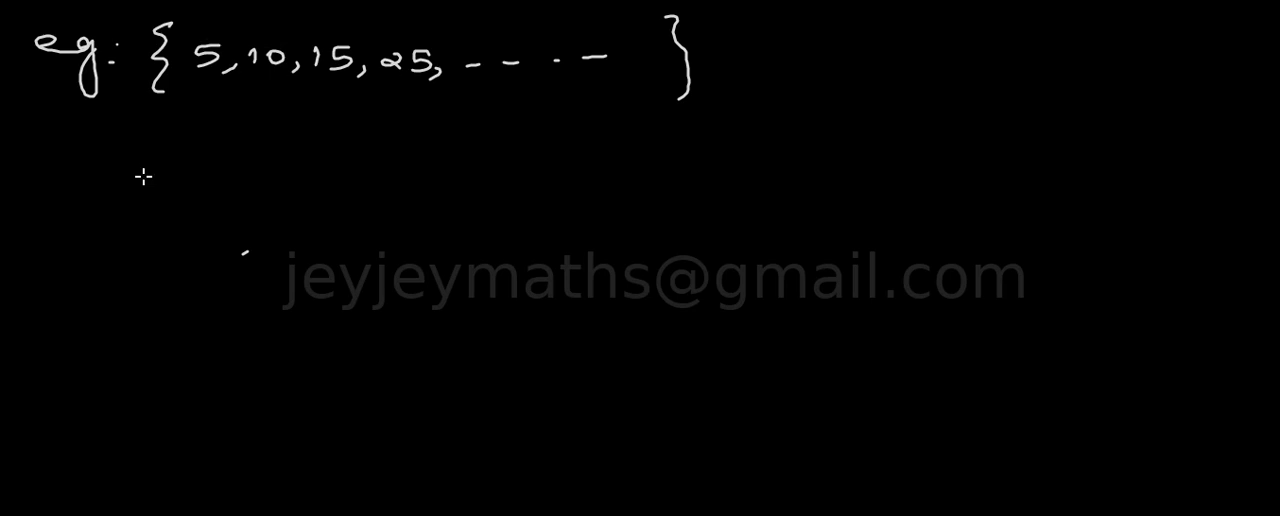 eg: { 5, 10, 15, 25, - - . - }
jeyjeymaths@gmail.com